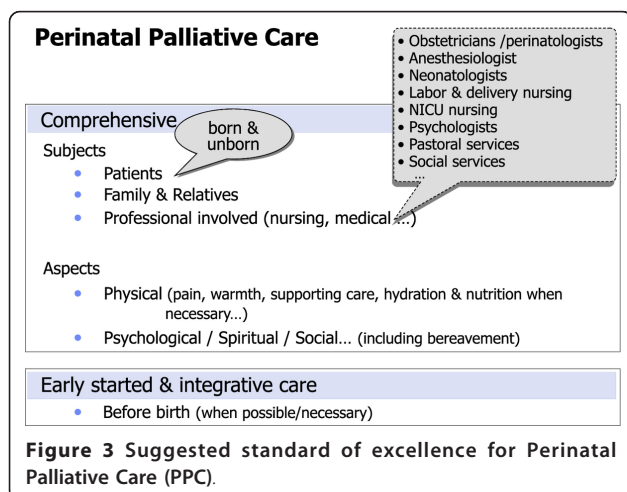 Perinatal Palliative Care
• Obstetricians /perinatologists
• Anesthesiologist
• Neonatologists
• Labor & delivery nursing
• NICU nursing
• Psychologists
• Pastoral services
• Social services
...
Comprehensive
born &
unborn
Subjects
• Patients
• Family & Relatives
• Professional involved (nursing, medical ...)
Aspects
• Physical (pain, warmth, supporting care, hydration & nutrition when
necessary...)
• Psychological / Spiritual / Social... (including bereavement)
Early started & integrative care
• Before birth (when possible/necessary)
Figure 3 Suggested standard of excellence for Perinatal
Palliative Care (PPC).